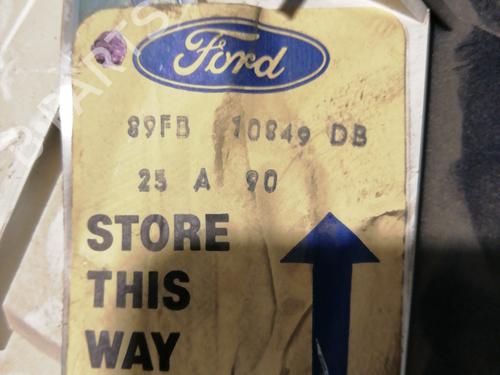 Ford
89FB 10849 DB
25 A 90
STORE
THIS
WAY